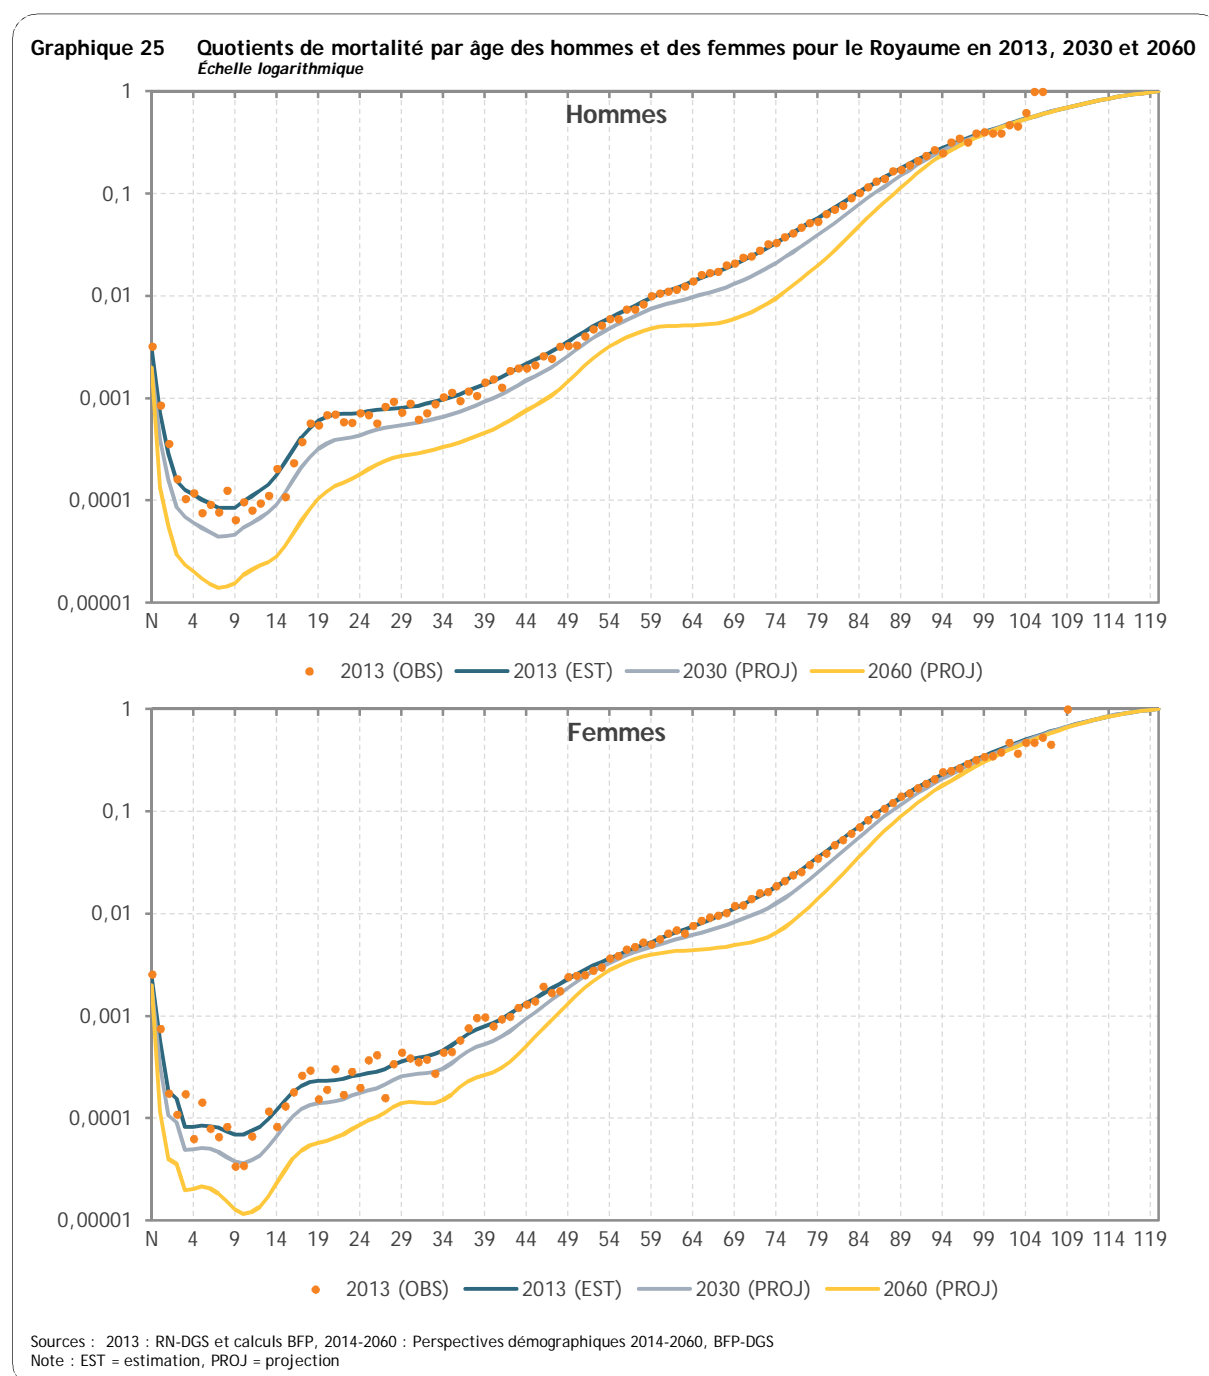 Graphique 25 Quotients de mortalité par âge des hommes et des femmes pour le Royaume en 2013, 2030 et 2060
Échelle logarithmique
Hommes
1
0,1
0,01
0,001
0,0001
0,00001
N 4 9 14 19 24 29 34 39 44 49 54 59 64 69 74 79 84 89 94 99 104 109 114 119
2013 (OBS) 2013 (EST) 2030 (PROJ) 2060 (PROJ)
Femmes
1
0,1
0,01
0,001
0,0001
0,00001
N 4 9 14 19 24 29 34 39 44 49 54 59 64 69 74 79 84 89 94 99 104 109 114 119
2013 (OBS) 2013 (EST) 2030 (PROJ) 2060 (PROJ)
Sources : 2013 : RN-DGS et calculs BFP, 2014-2060 : Perspectives démographiques 2014-2060, BFP-DGS
Note : EST = estimation, PROJ = projection